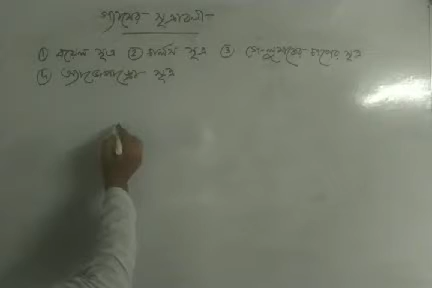 গ্যাসের সূত্রাবলী-
① বয়েল সূত্র ② চার্লস সূত্র ③ গে-লুসাকের চাপের সূত্র
④ অ্যাভোগাড্রো সূত্র